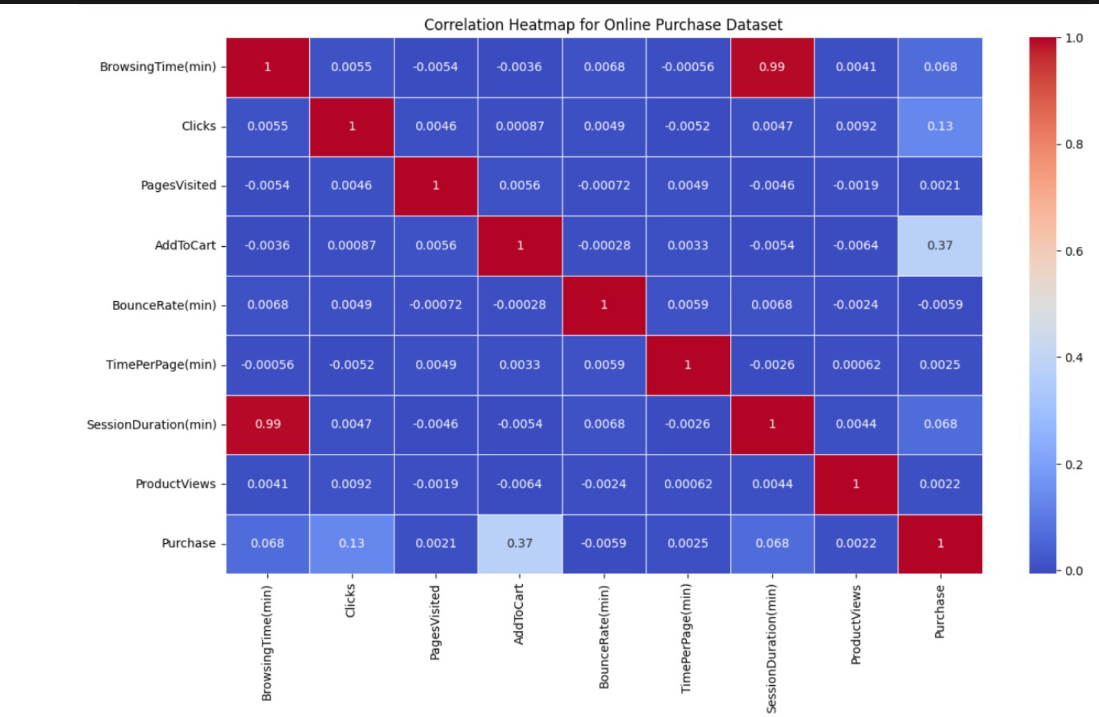 Correlation Heatmap for Online Purchase Dataset
BrowsingTime(min) 1 0.0055 -0.0054 -0.0036 0.0068 -0.00056 0.99 0.0041 0.068
Clicks 0.0055 1 0.0046 0.00087 0.0049 -0.0052 0.0047 0.0092 0.13
PagesVisited -0.0054 0.0046 1 0.0056 -0.00072 0.0049 -0.0046 -0.0019 0.0021
AddToCart -0.0036 0.00087 0.0056 1 -0.00028 0.0033 -0.0054 -0.0064 0.37
BounceRate(min) 0.0068 0.0049 -0.00072 -0.00028 1 0.0059 0.0068 -0.0024 -0.0059
TimePerPage(min) -0.00056 -0.0052 0.0049 0.0033 0.0059 1 -0.0026 0.00062 0.0025
SessionDuration(min) 0.99 0.0047 -0.0046 -0.0054 0.0068 -0.0026 1 0.0044 0.068
ProductViews 0.0041 0.0092 -0.0019 -0.0064 -0.0024 0.00062 0.0044 1 0.0022
Purchase 0.068 0.13 0.0021 0.37 -0.0059 0.0025 0.068 0.0022 1
BrowsingTime(min)
Clicks
PagesVisited
AddToCart
BounceRate(min)
TimePerPage(min)
SessionDuration(min)
ProductViews
Purchase
1.0
0.8
0.6
0.4
0.2
0.0